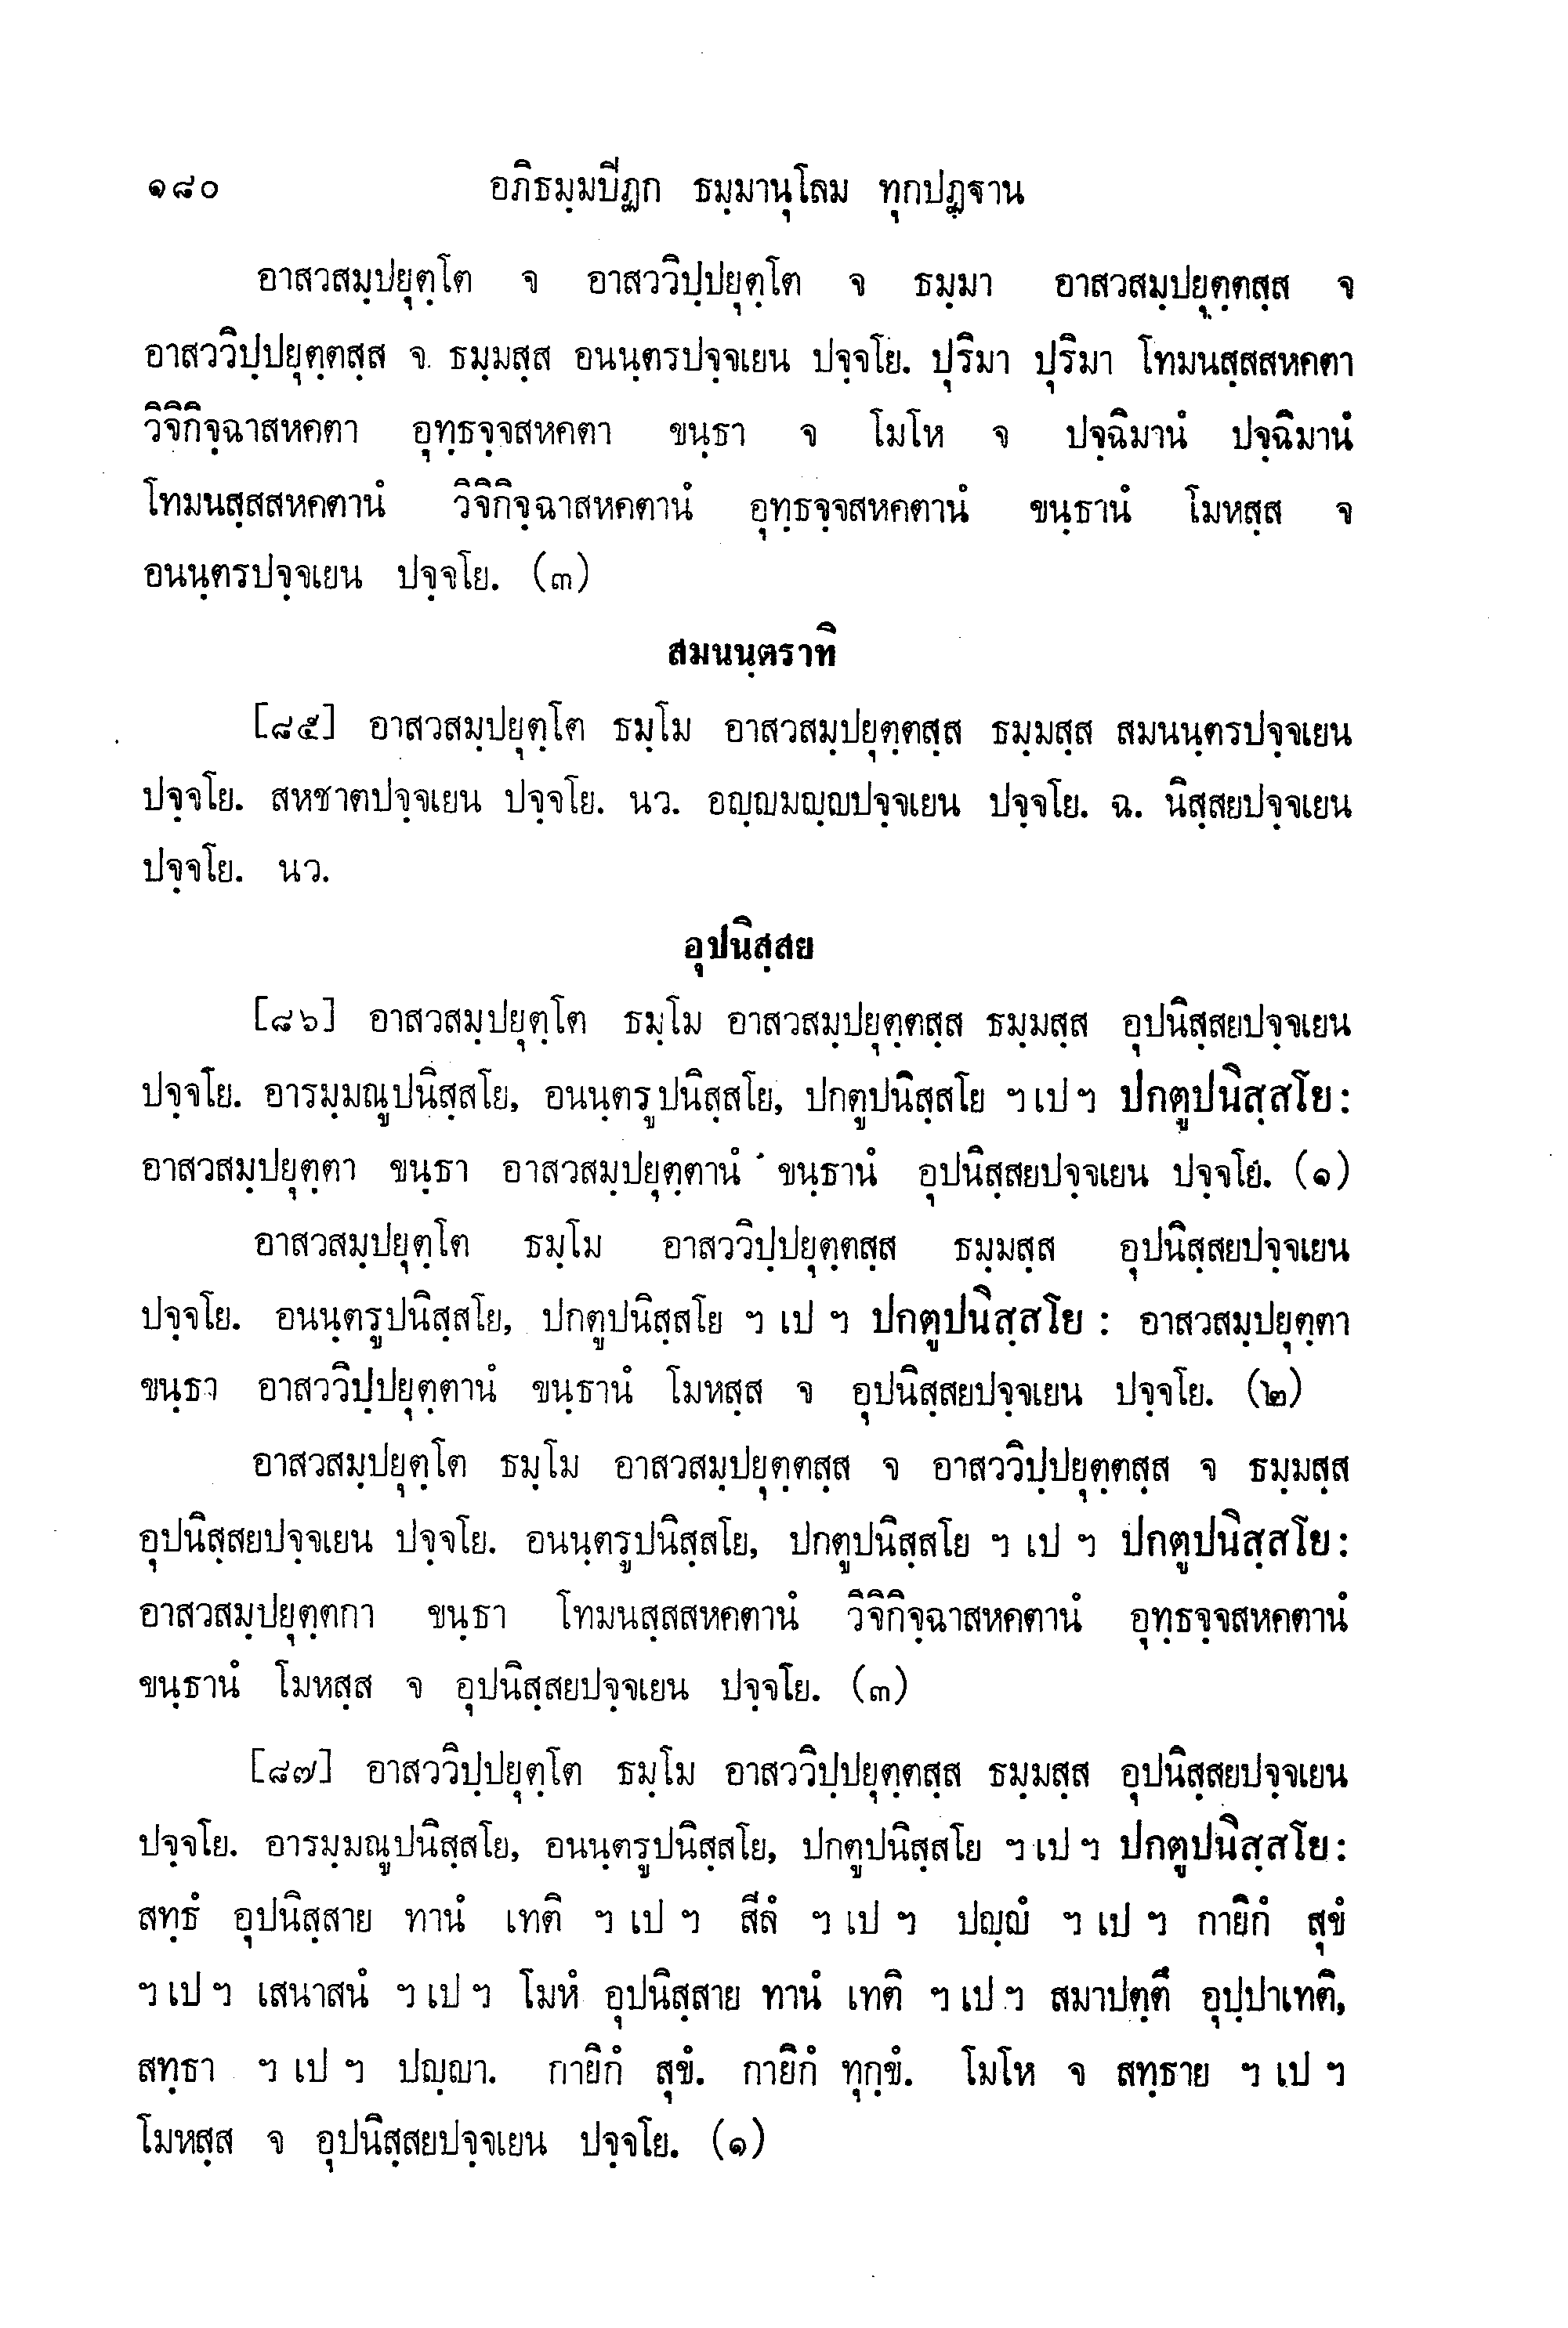 ๑๘๐ อภิธมฺมปีฏก ธมฺมานุโลม ทุกปฏฺฐาน
อาสวสมฺปยุตฺโต จ อาสววิปฺปยุตฺโต จ ธมฺมา อาสวสมฺปยุตฺตสฺส จ
อาสววิปฺปยุตฺตสฺส จ ธมฺมสฺส อนนฺตรปจฺจเยน ปจฺจโย. ปุริมา ปุริมา โทมนสฺสสหคตา
วิจิกิจฺฉาสหคตา อุทฺธจฺจสหคตา ขนฺธา จ โมโห จ ปจฺฉิมานํ ปจฺฉิมานํ
โทมนสฺสสหคตานํ วิจิกิจฺฉาสหคตานํ อุทฺธจฺจสหคตานํ ขนฺธานํ โมหสฺส จ
อนนฺตรปจฺจเยน ปจฺจโย. (๓)
สมนนฺตราทิ
[๘๕] อาสวสมฺปยุตฺโต ธมฺโม อาสวสมฺปยุตฺตสฺส ธมฺมสฺส สมนนฺตรปจฺจเยน
ปจฺจโย. สหชาตปจฺจเยน ปจฺจโย. นว. อญฺญมญฺญปจฺจเยน ปจฺจโย. ฉ. นิสฺสยปจฺจเยน
ปจฺจโย. นว.
อุปนิสฺสย
[๘๖] อาสวสมฺปยุตฺโต ธมฺโม อาสวสมฺปยุตฺตสฺส ธมฺมสฺส อุปนิสฺสยปจฺจเยน
ปจฺจโย. อารมฺมณูปนิสฺสโย, อนนฺตรูปนิสฺสโย, ปกตูปนิสฺสโย ฯ เป ฯ ปกตูปนิสฺสโย :
อาสวสมฺปยุตฺตา ขนฺธา อาสวสมฺปยุตฺตานํ ขนฺธานํ อุปนิสฺสยปจฺจเยน ปจฺจโย. (๑)
อาสวสมฺปยุตฺโต ธมฺโม อาสววิปฺปยุตฺตสฺส ธมฺมสฺส อุปนิสฺสยปจฺจเยน
ปจฺจโย. อนนฺตรูปนิสฺสโย, ปกตูปนิสฺสโย ฯ เป ฯ ปกตูปนิสฺสโย : อาสวสมฺปยุตฺตา
ขนฺธา อาสววิปฺปยุตฺตานํ ขนฺธานํ โมหสฺส จ อุปนิสฺสยปจฺจเยน ปจฺจโย. (๒)
อาสวสมฺปยุตฺโต ธมฺโม อาสวสมฺปยุตฺตสฺส จ อาสววิปฺปยุตฺตสฺส จ ธมฺมสฺส
อุปนิสฺสยปจฺจเยน ปจฺจโย. อนนฺตรูปนิสฺสโย, ปกตูปนิสฺสโย ฯ เป ฯ ปกตูปนิสฺสโย :
อาสวสมฺปยุตฺตกา ขนฺธา โทมนสฺสสหคตานํ วิจิกิจฺฉาสหคตานํ อุทฺธจฺจสหคตานํ
ขนฺธานํ โมหสฺส จ อุปนิสฺสยปจฺจเยน ปจฺจโย. (๓)
[๘๗] อาสววิปฺปยุตฺโต ธมฺโม อาสววิปฺปยุตฺตสฺส ธมฺมสฺส อุปนิสฺสยปจฺจเยน
ปจฺจโย. อารมฺมณูปนิสฺสโย, อนนฺตรูปนิสฺสโย, ปกตูปนิสฺสโย ฯ เป ฯ ปกตูปนิสฺสโย :
สทฺธํ อุปนิสฺสาย ทานํ เทติ ฯ เป ฯ สีลํ ฯ เป ฯ ปญฺญํ ฯ เป ฯ กายิกํ สุขํ
ฯ เป ฯ เสนาสนํ ฯ เป ฯ โมหํ อุปนิสฺสาย ทานํ เทติ ฯ เป ฯ สมาปตฺตึ อุปฺปาเทติ,
สทฺธา ฯ เป ฯ ปญฺญา. กายิกํ สุขํ. กายิกํ ทุกฺขํ. โมโห จ สทฺธาย ฯ เป ฯ
โมหสฺส จ อุปนิสฺสยปจฺจเยน ปจฺจโย. (๑)